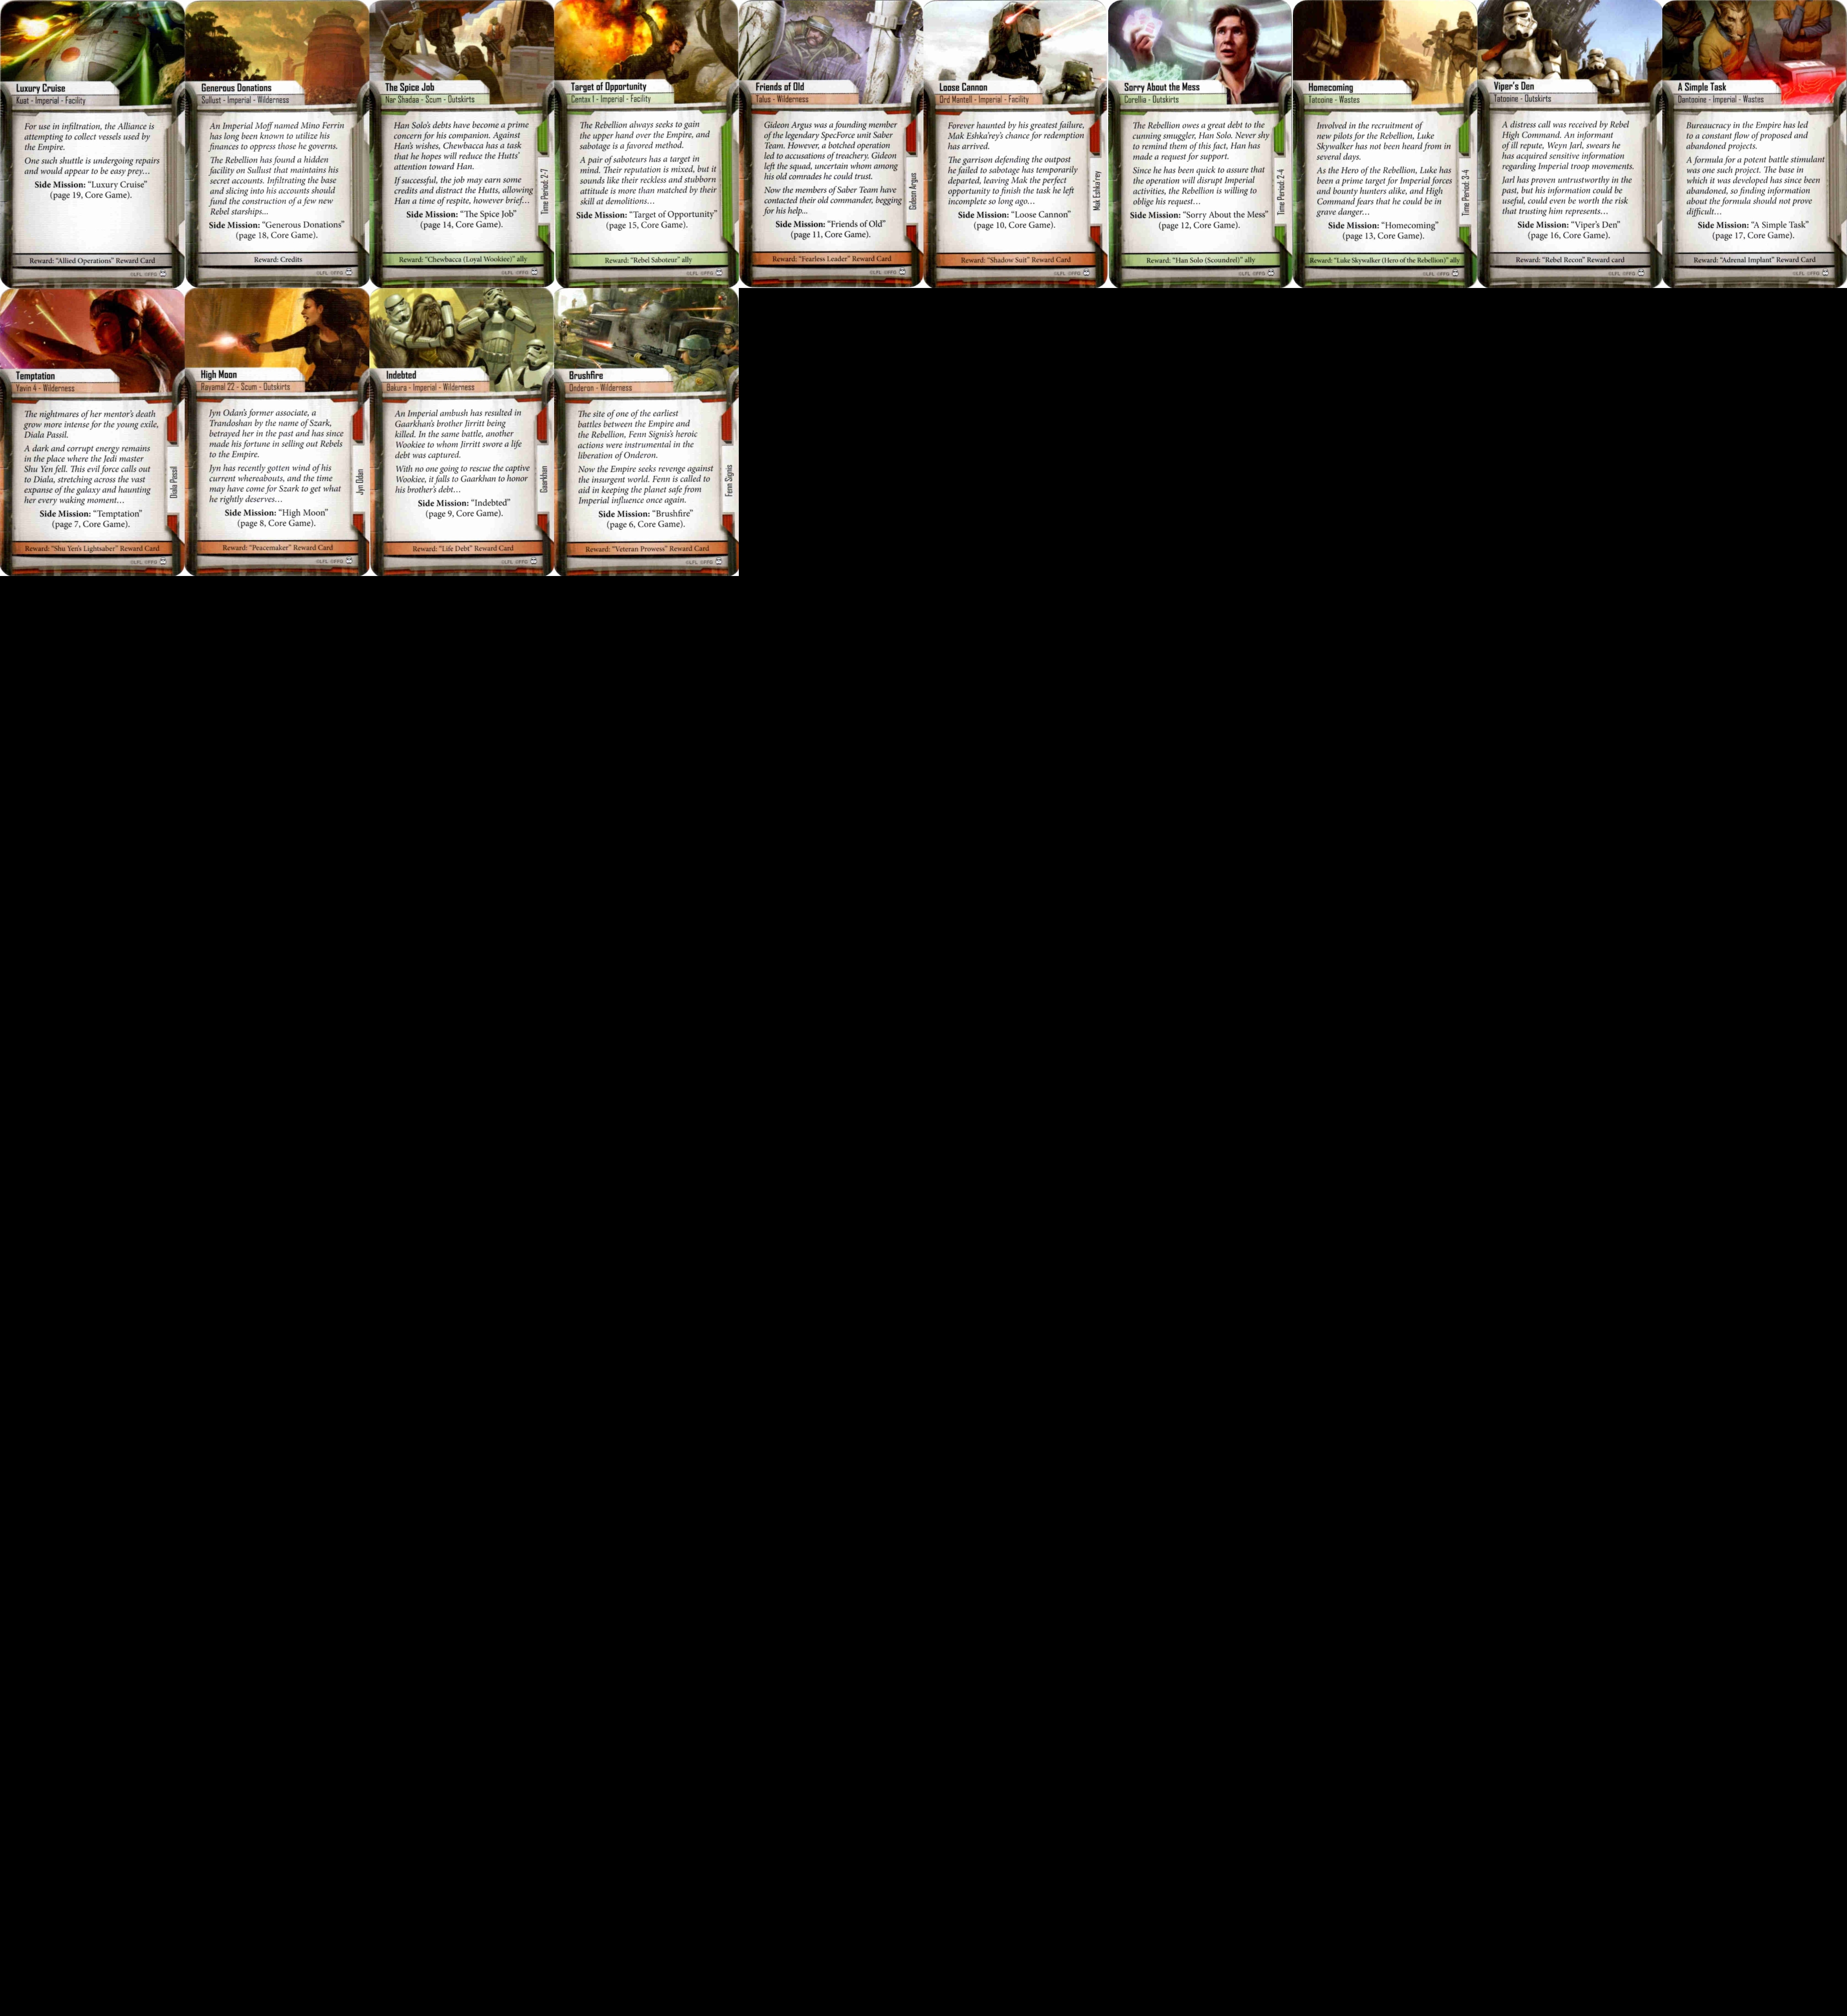 Luxury Cruise
Kuat - Imperial - Facility
For use in infiltration, the Alliance is
attempting to collect vessels used by
the Empire.
One such shuttle is undergoing repairs
and would appear to be easy prey...
Side Mission: "Luxury Cruise"
(page 19, Core Game).
Reward: "Allied Operations" Reward Card
©LFL ©FFG
Generous Donations
Sullust - Imperial - Wilderness
An Imperial Moff named Mino Ferrin
has long been known to utilize his
finances to oppress those he governs.
The Rebellion has found a hidden
facility on Sullust that maintains his
secret accounts. Infiltrating the base
and slicing into his accounts should
fund the construction of a few new
Rebel starships...
Side Mission: "Generous Donations"
(page 18, Core Game).
Reward: Credits
©LFL ©FFG
The Spice Job
Nar Shadaa - Scum - Outskirts
Han Solo's debts have become a prime
concern for his companion. Against
Han's wishes, Chewbacca has a task
that he hopes will reduce the Hutts'
attention toward Han.
If successful, the job may earn some
credits and distract the Hutts, allowing
Han a time of respite, however brief...
Side Mission: "The Spice Job"
(page 14, Core Game).
Time Period: 2-7
Reward: "Chewbacca (Loyal Wookiee)" ally
©LFL ©FFG
Target of Opportunity
Centax I - Imperial - Facility
The Rebellion always seeks to gain
the upper hand over the Empire, and
sabotage is a favored method.
A pair of saboteurs has a target in
mind. Their reputation is mixed, but it
sounds like their reckless and stubborn
attitude is more than matched by their
skill at demolitions...
Side Mission: "Target of Opportunity"
(page 15, Core Game).
Reward: "Rebel Saboteur" ally
©LFL ©FFG
Friends of Old
Talus - Wilderness
Gideon Argus was a founding member
of the legendary SpecForce unit Saber
Team. However, a botched operation
led to accusations of treachery. Gideon
left the squad, uncertain whom among
his old comrades he could trust.
Now the members of Saber Team have
contacted their old commander, begging
for his help...
Side Mission: "Friends of Old"
(page 11, Core Game).
Gideon Argus
Reward: "Fearless Leader" Reward Card
©LFL ©FFG
Loose Cannon
Ord Mantell - Imperial - Facility
Forever haunted by his greatest failure,
Mak Eshka'rey's chance for redemption
has arrived.
The garrison defending the outpost
he failed to sabotage has temporarily
departed, leaving Mak the perfect
opportunity to finish the task he left
incomplete so long ago...
Side Mission: "Loose Cannon"
(page 10, Core Game).
Mak Eshka'rey
Reward: "Shadow Suit" Reward Card
©LFL ©FFG
Sorry About the Mess
Corellia - Outskirts
The Rebellion owes a great debt to the
cunning smuggler, Han Solo. Never shy
to remind them of this fact, Han has
made a request for support.
Since he has been quick to assure that
the operation will disrupt Imperial
activities, the Rebellion is willing to
oblige his request...
Side Mission: "Sorry About the Mess"
(page 12, Core Game).
Time Period: 2-4
Reward: "Han Solo (Scoundrel)" ally
©LFL ©FFG
Homecoming
Tatooine - Wastes
Involved in the recruitment of
new pilots for the Rebellion, Luke
Skywalker has not been heard from in
several days.
As the Hero of the Rebellion, Luke has
been a prime target for Imperial forces
and bounty hunters alike, and High
Command fears that he could be in
grave danger...
Side Mission: "Homecoming"
(page 13, Core Game).
Time Period: 3-4
Reward: "Luke Skywalker (Hero of the Rebellion)" ally
©LFL ©FFG
Viper's Den
Tatooine - Outskirts
A distress call was received by Rebel
High Command. An informant
of ill repute, Weyn Jarl, swears he
has acquired sensitive information
regarding Imperial troop movements.
Jarl has proven untrustworthy in the
past, but his information could be
useful, could even be worth the risk
that trusting him represents...
Side Mission: "Viper's Den"
(page 16, Core Game).
Reward: "Rebel Recon" Reward card
©LFL ©FFG
A Simple Task
Dantooine - Imperial - Wastes
Bureaucracy in the Empire has led
to a constant flow of proposed and
abandoned projects.
A formula for a potent battle stimulant
was one such project. The base in
which it was developed has since been
abandoned, so finding information
about the formula should not prove
difficult...
Side Mission: "A Simple Task"
(page 17, Core Game).
Reward: "Adrenal Implant" Reward Card
©LFL ©FFG
Temptation
Yavin 4 - Wilderness
The nightmares of her mentor's death
grow more intense for the young exile,
Diala Passil.
A dark and corrupt energy remains
in the place where the Jedi master
Shu Yen fell. This evil force calls out
to Diala, stretching across the vast
expanse of the galaxy and haunting
her every waking moment...
Side Mission: "Temptation"
(page 7, Core Game).
Diala Passil
Reward: "Shu Yen's Lightsaber" Reward Card
©LFL ©FFG
High Moon
Rayamal 22 - Scum - Outskirts
Jyn Odan's former associate, a
Trandoshan by the name of Szark,
betrayed her in the past and has since
made his fortune in selling out Rebels
to the Empire.
Jyn has recently gotten wind of his
current whereabouts, and the time
may have come for Szark to get what
he rightly deserves...
Side Mission: "High Moon"
(page 8, Core Game).
Jyn Odan
Reward: "Peacemaker" Reward Card
©LFL ©FFG
Indebted
Bakura - Imperial - Wilderness
An Imperial ambush has resulted in
Gaarkhan's brother Jirritt being
killed. In the same battle, another
Wookiee to whom Jirritt swore a life
debt was captured.
With no one going to rescue the captive
Wookiee, it falls to Gaarkhan to honor
his brother's debt...
Side Mission: "Indebted"
(page 9, Core Game).
Gaarkhan
Reward: "Life Debt" Reward Card
©LFL ©FFG
Brushfire
Onderon - Wilderness
The site of one of the earliest
battles between the Empire and
the Rebellion, Fenn Signis's heroic
actions were instrumental in the
liberation of Onderon.
Now the Empire seeks revenge against
the insurgent world. Fenn is called to
aid in keeping the planet safe from
Imperial influence once again.
Side Mission: "Brushfire"
(page 6, Core Game).
Fenn Signis
Reward: "Veteran Prowess" Reward Card
©LFL ©FFG